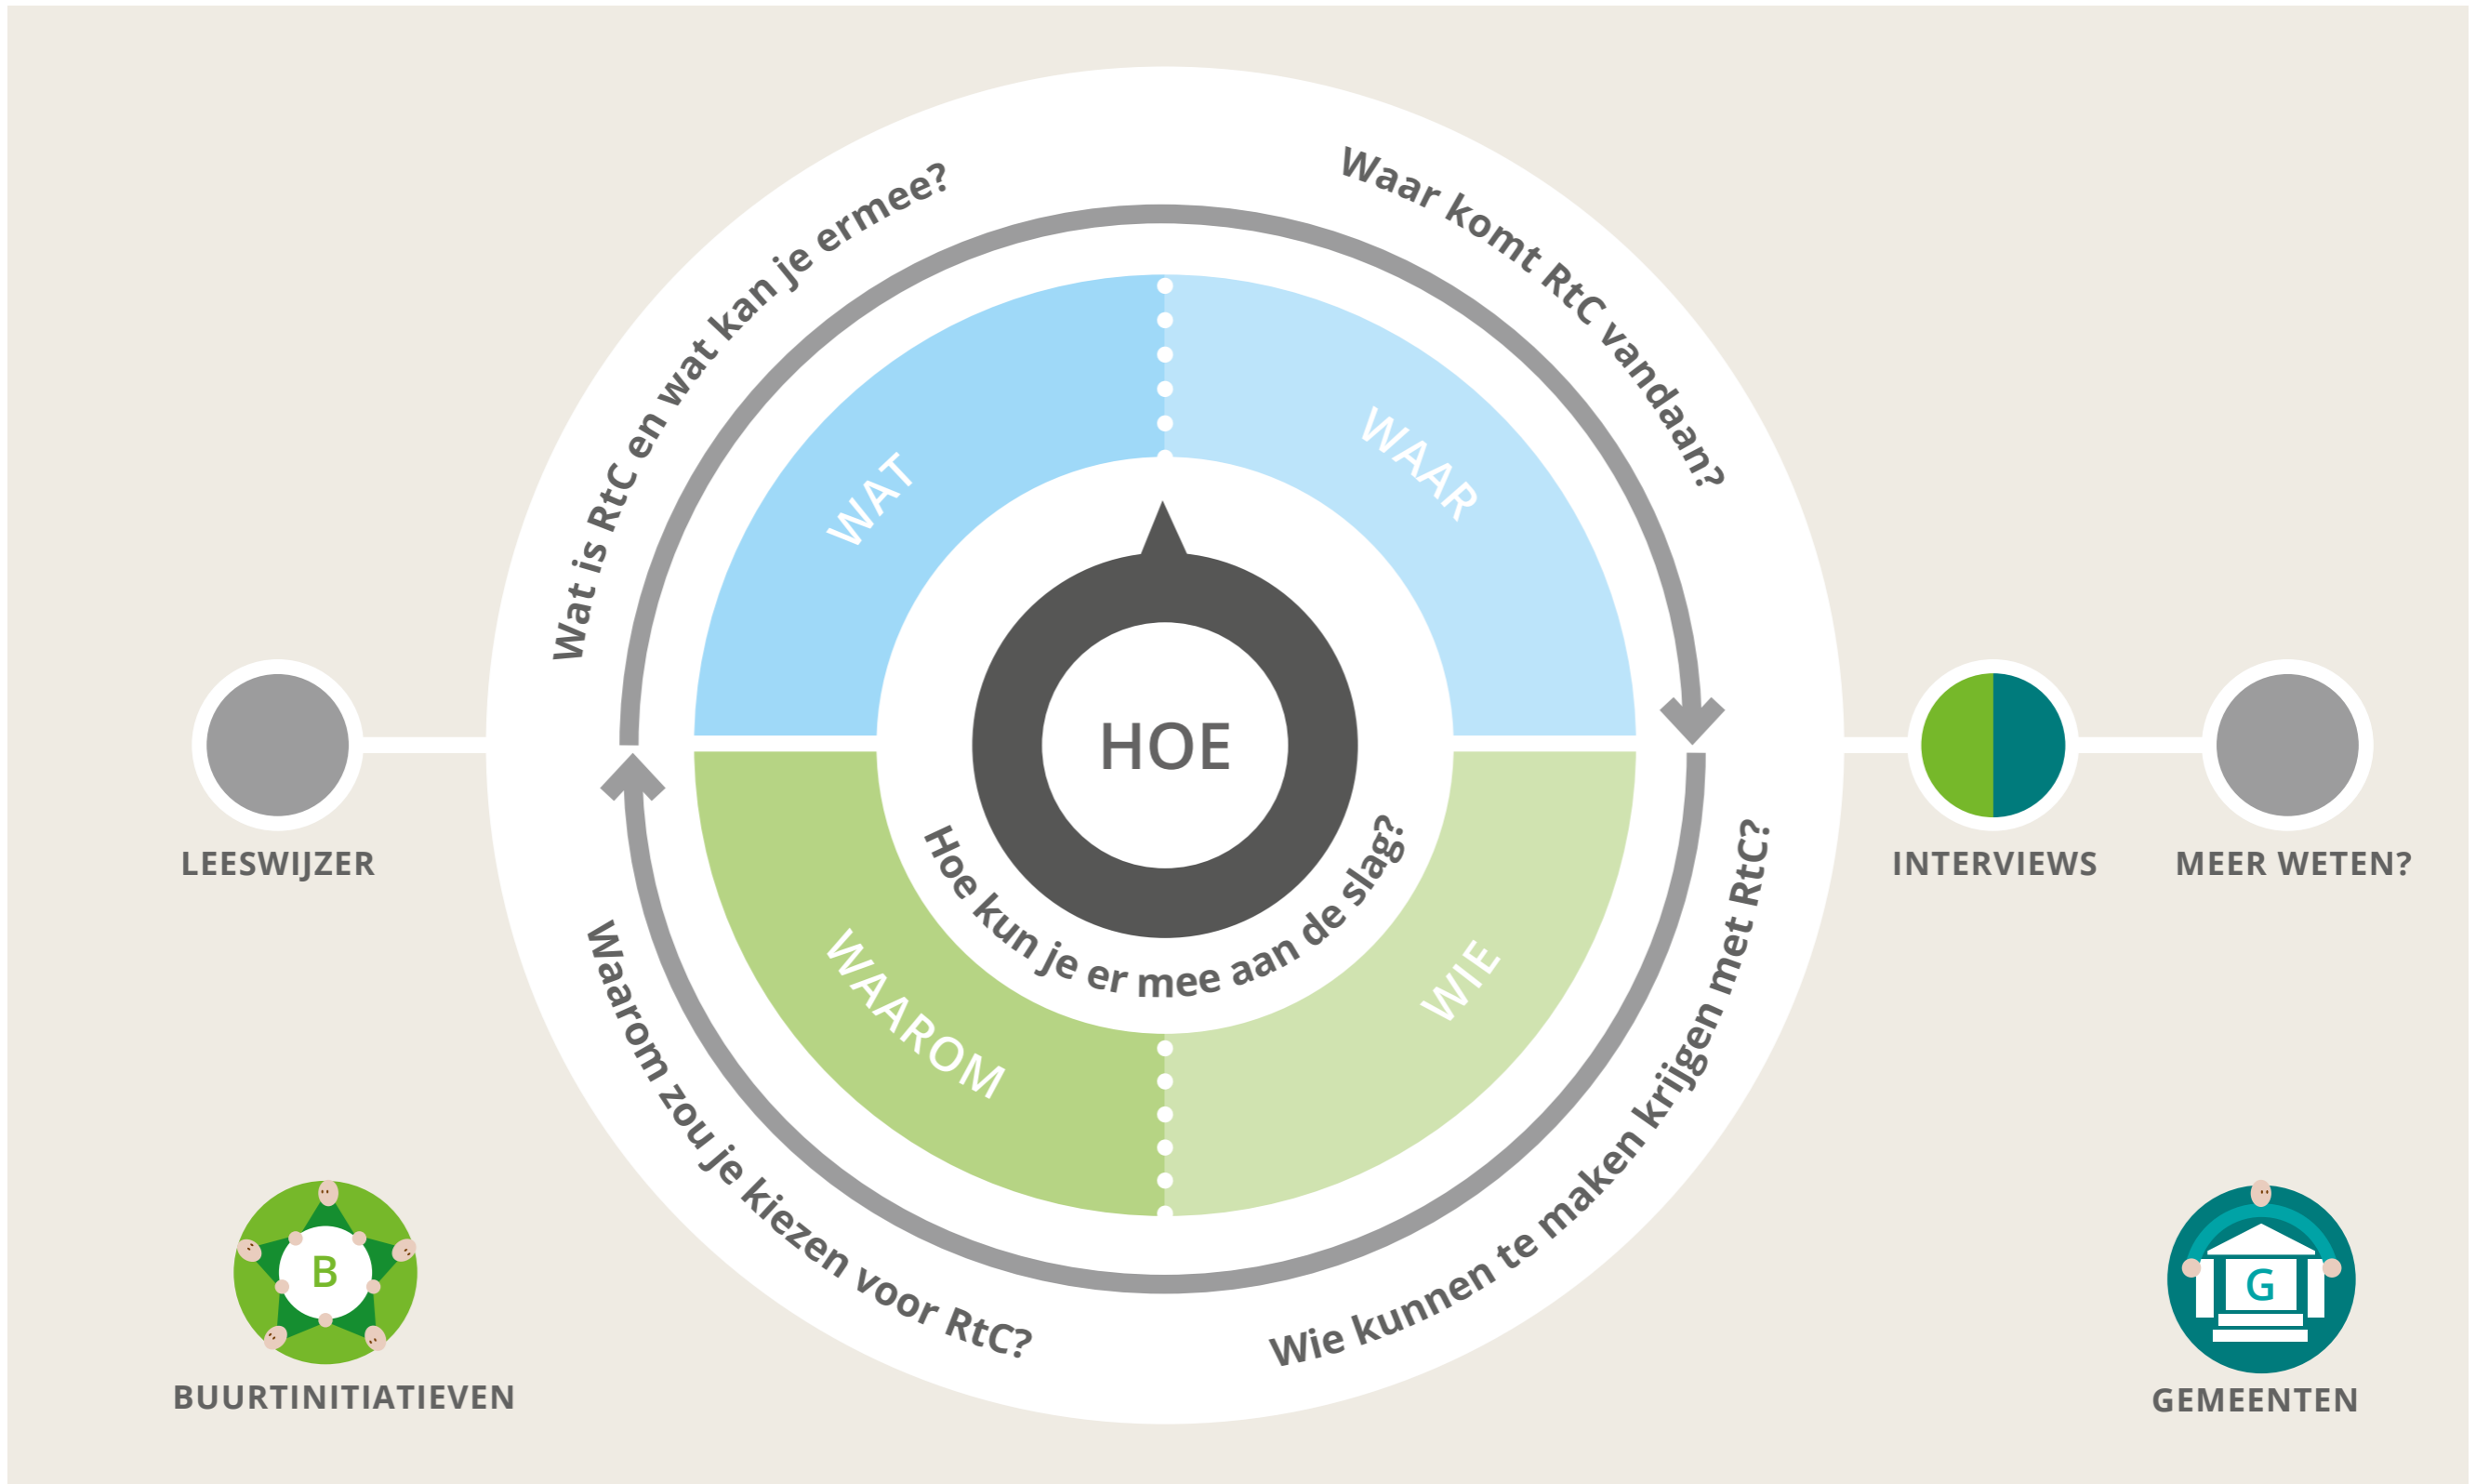 Wat is RtC en wat kan je ermee?
Waar komt RtC vandaan?
WAT
WAAR
HOE
Hoe kun je er mee aan de slag?
LEESWIJZER
INTERVIEWS
MEER WETEN?
WAAROM
WIE
Waarom zou je kiezen voor RtC?
Wie kunnen te maken krijgen met RtC?
B
BUURTINITIATIEVEN
G
GEMEENTEN